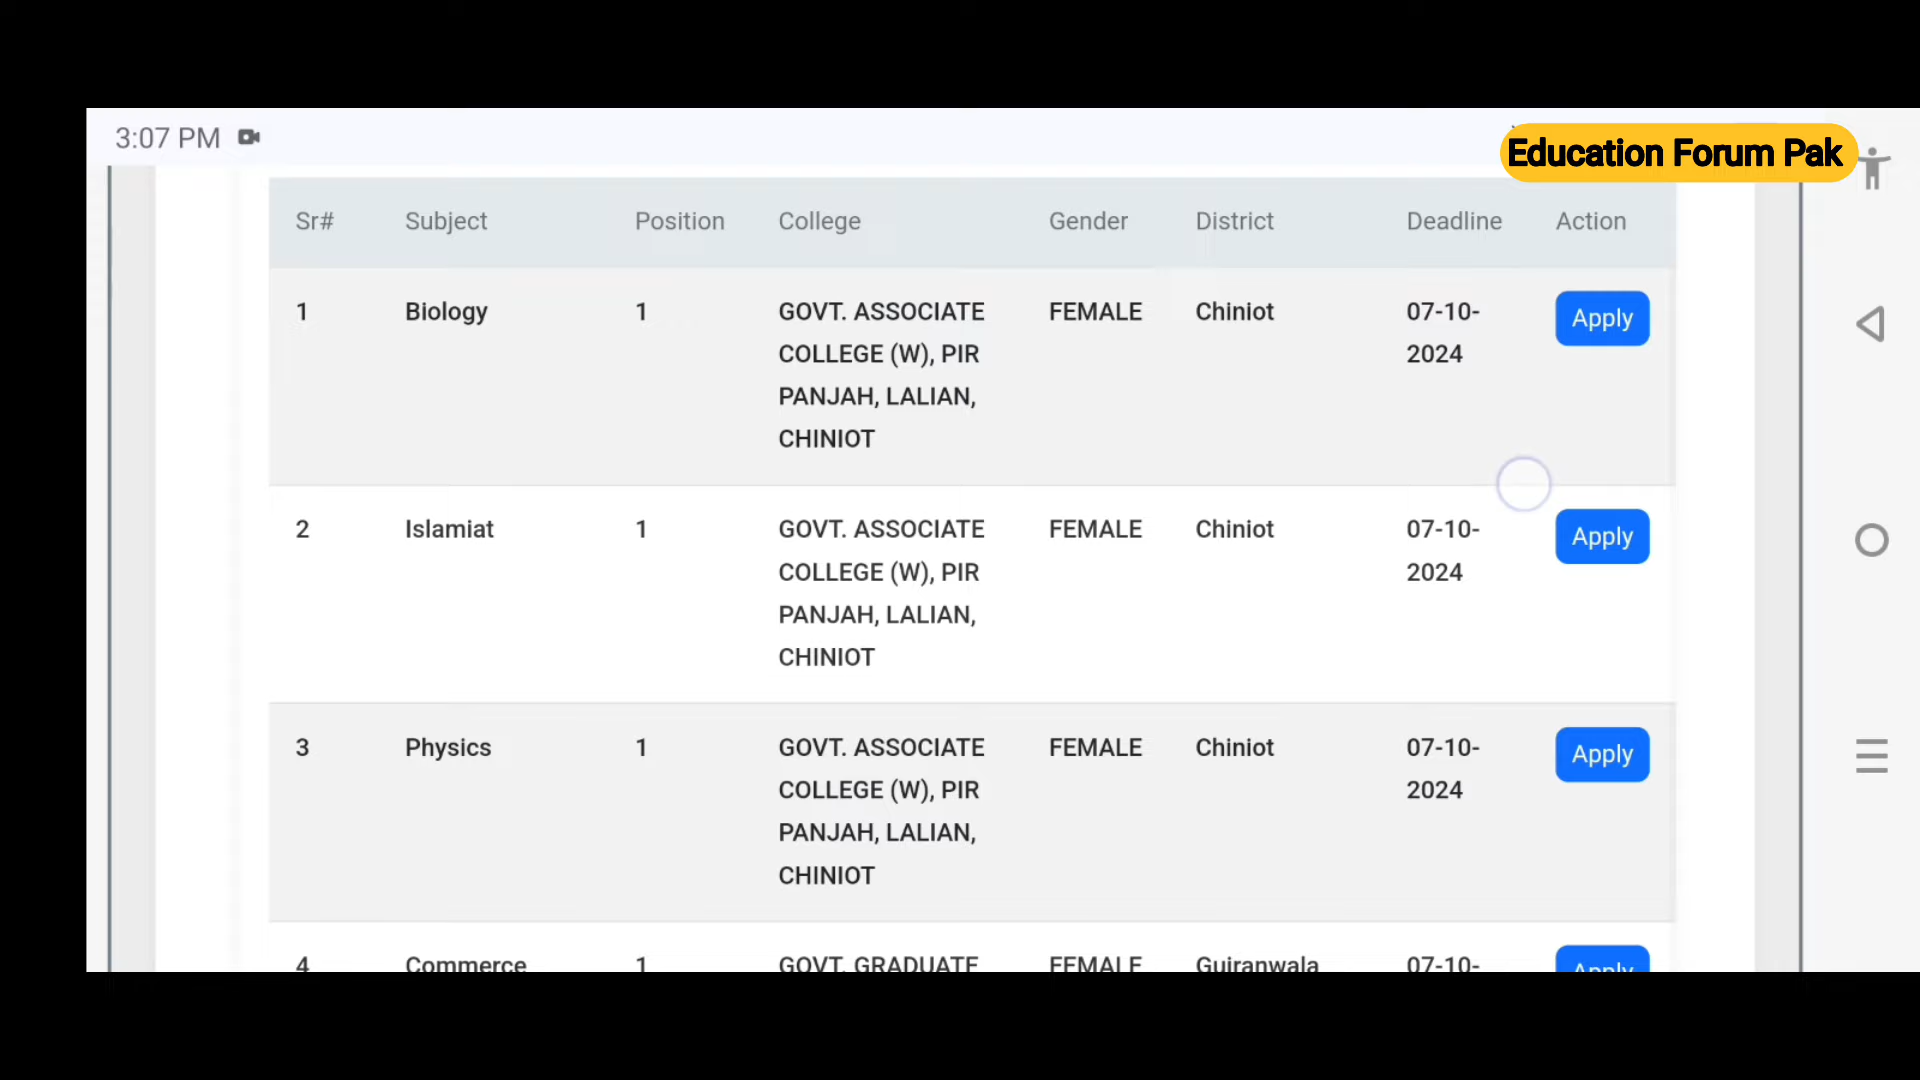 3:07 PM
Education Forum Pak
Sr# Subject Position College Gender District Deadline Action
1 Biology 1 GOVT. ASSOCIATE FEMALE Chiniot 07-10- Apply
COLLEGE (W), PIR 2024
PANJAH, LALIAN,
CHINIOT
2 Islamiat 1 GOVT. ASSOCIATE FEMALE Chiniot 07-10- Apply
COLLEGE (W), PIR 2024
PANJAH, LALIAN,
CHINIOT
3 Physics 1 GOVT. ASSOCIATE FEMALE Chiniot 07-10- Apply
COLLEGE (W), PIR 2024
PANJAH, LALIAN,
CHINIOT
4 Commerce 1 GOVT. GRADUATE FEMALE Gujranwala 07-10- Apply